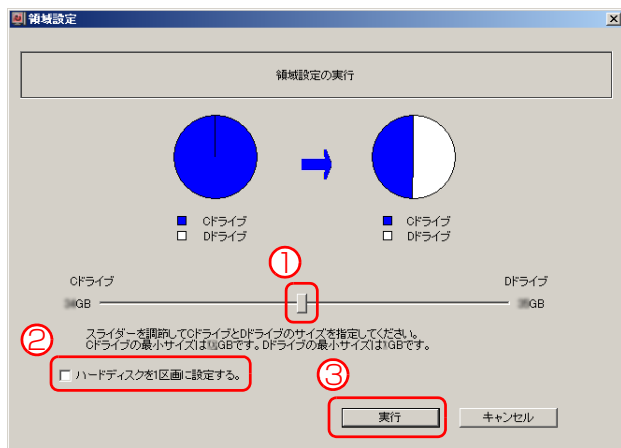 領域設定
領域設定の実行
Cドライブ
Dドライブ
Cドライブ
Dドライブ
①
Cドライブ
Dドライブ
GB
GB
スライダーを調節してCドライブとDドライブのサイズを指定してください。
Cドライブの最小サイズは GBです。Dドライブの最小サイズは1GBです。
②
ハードディスクを1区画に設定する。
③
実行
キャンセル